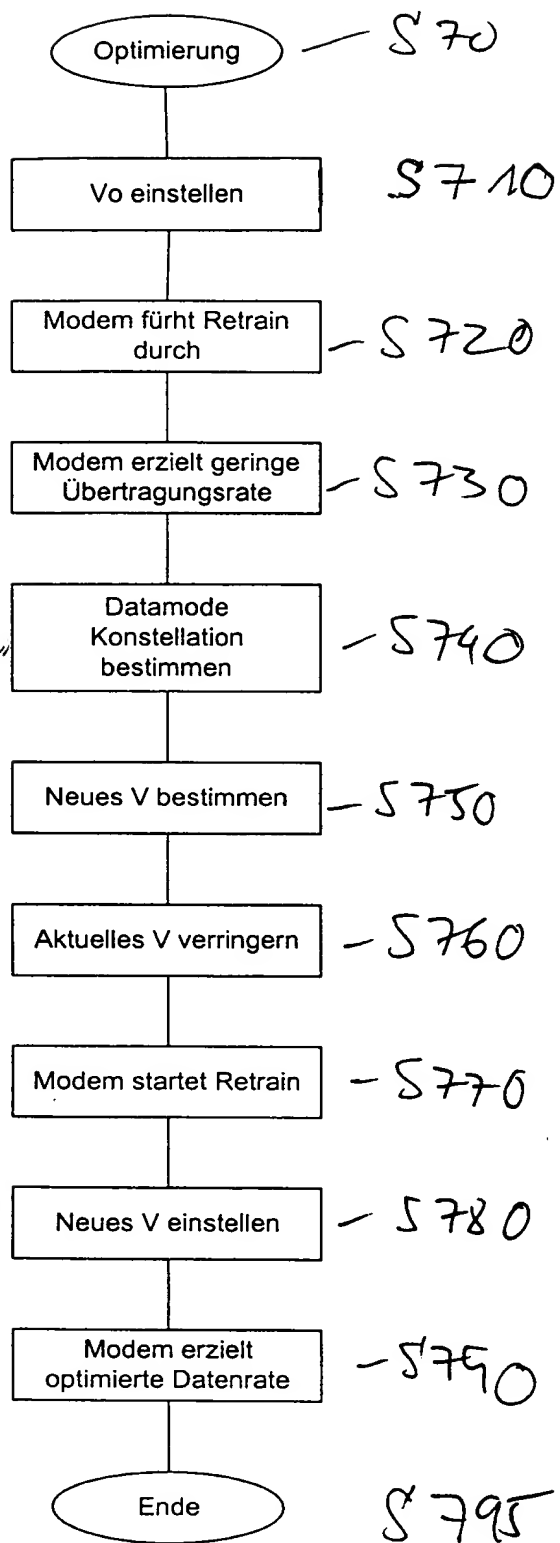 Optimierung
S70
Vo einstellen
S710
Modem fürht Retrain
durch
S720
Modem erzielt geringe
Übertragungsrate
S730
Datamode
Konstellation
bestimmen
S740
Neues V bestimmen
S750
Aktuelles V verringern
S760
Modem startet Retrain
S770
Neues V einstellen
S780
Modem erzielt
optimierte Datenrate
S790
Ende
S795